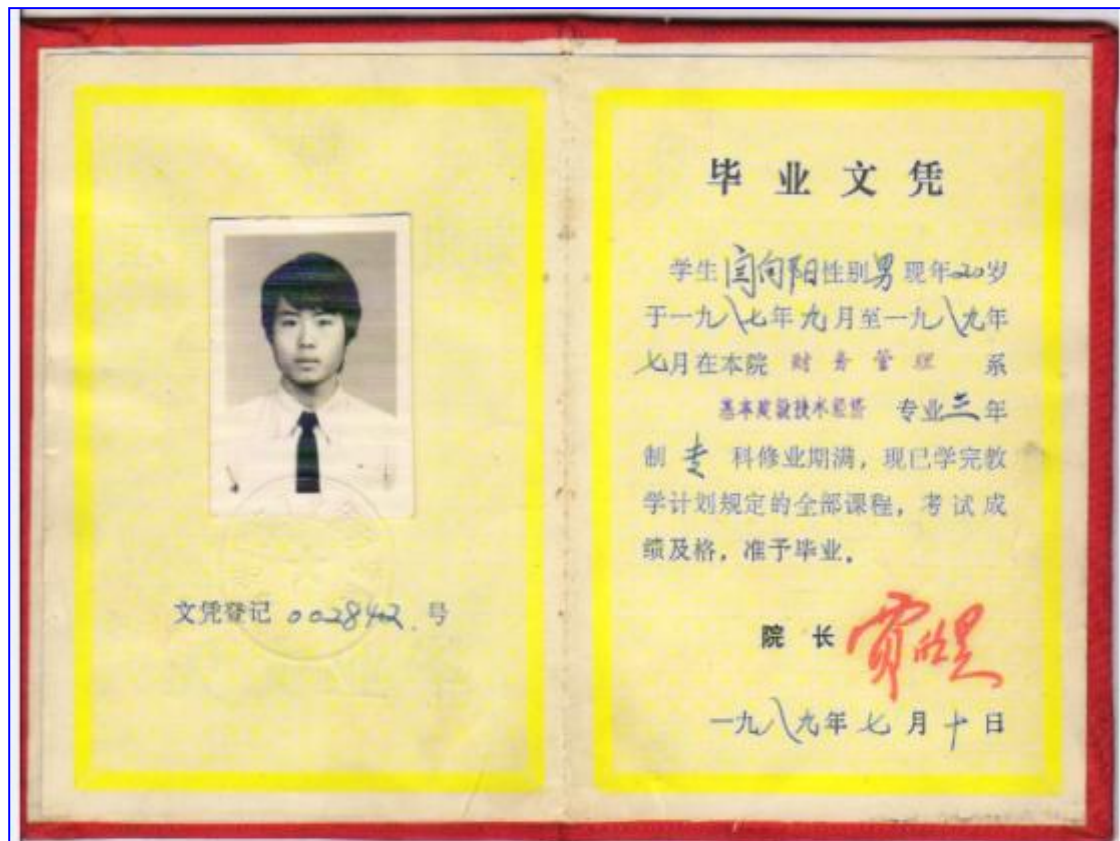 文凭登记 002842 号
毕业文凭
学生闫向阳性别男现年20岁
于一九八七年九月至一九八九年
七月在本院 财务管理 系
基本建设技术经济 专业二年
制 专 科修业期满,现已学完教
学计划规定的全部课程,考试成
绩及格,准予毕业。
院长
一九八九年七月十日